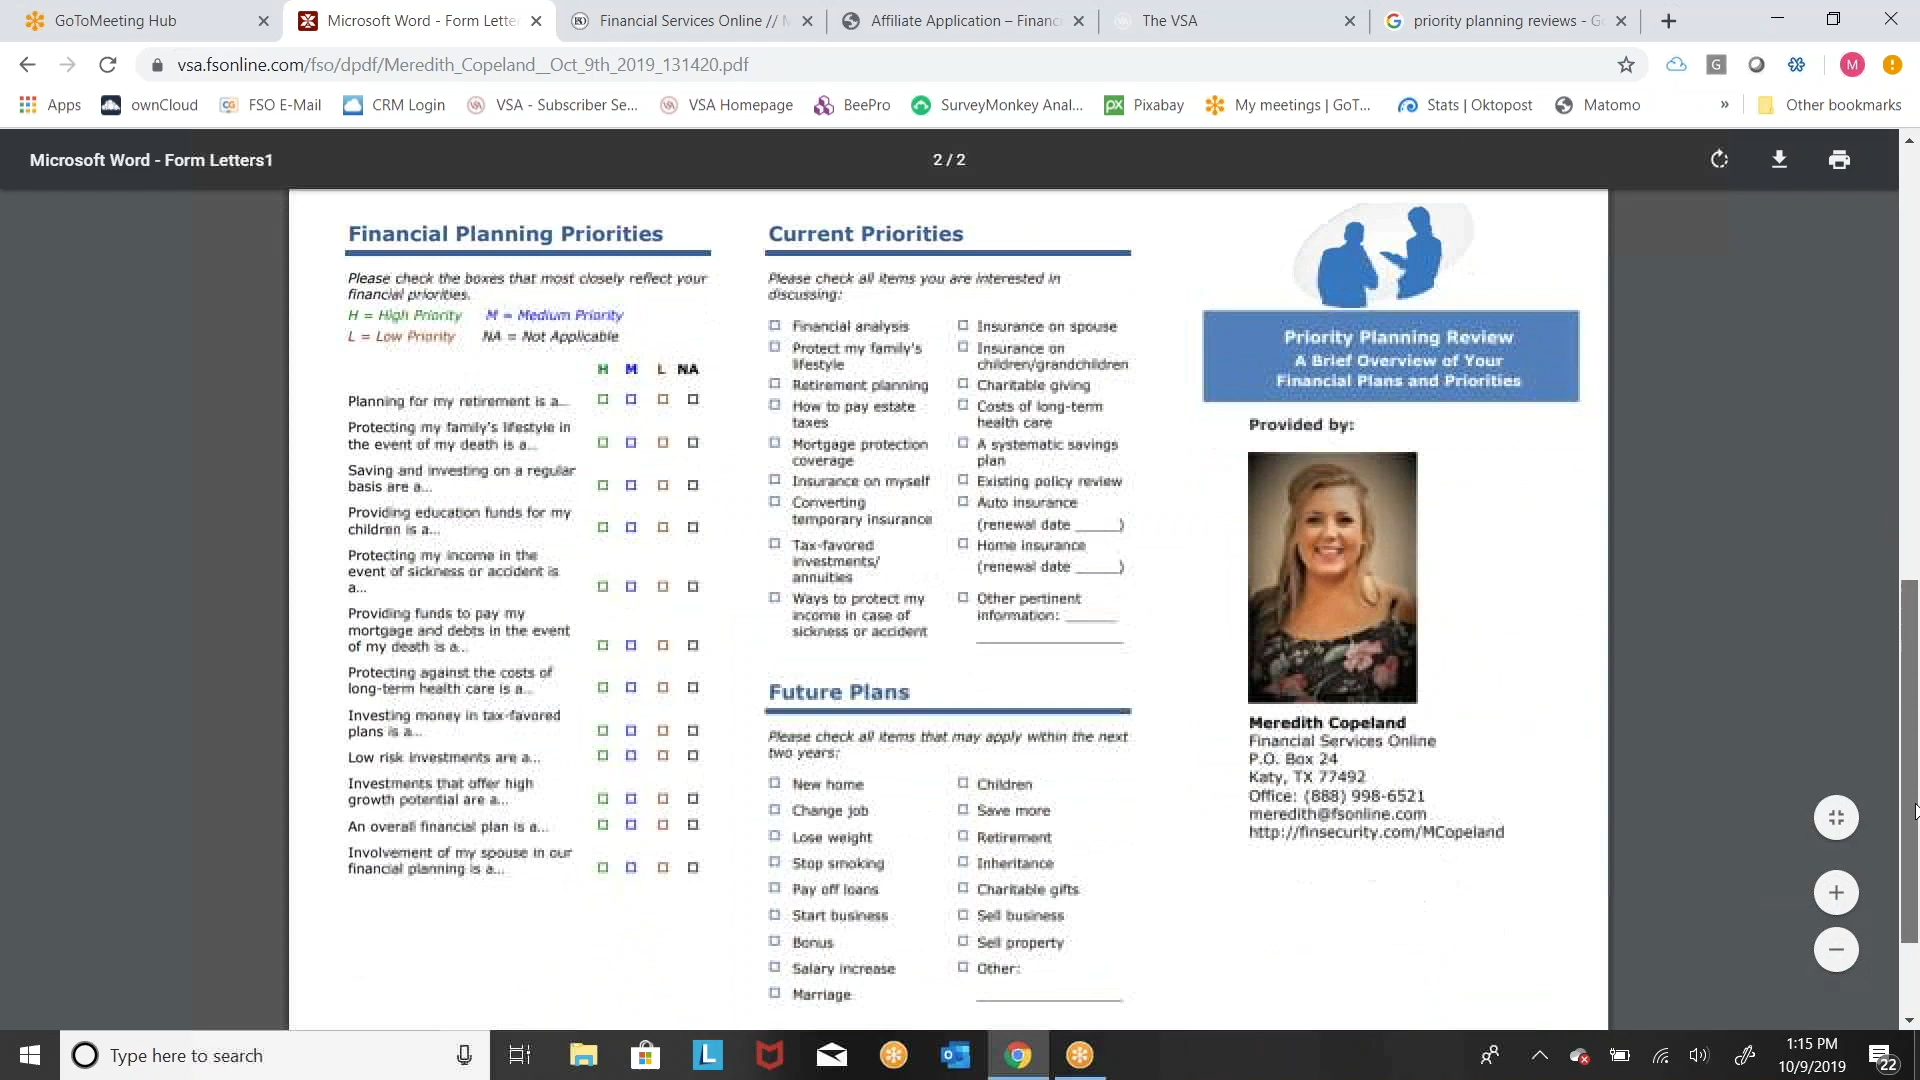 GoToMeeting Hub
Microsoft Word - Form Letter
Financial Services Online // M
Affiliate Application – Financ
The VSA
priority planning reviews - Go
vsa.fsonline.com/fso/dpdf/Meredith_Copeland__Oct_9th_2019_131420.pdf
G
M
Apps
ownCloud
FSO E-Mail
CRM Login
VSA - Subscriber Se...
VSA Homepage
BeePro
SurveyMonkey Anal...
Pixabay
My meetings | GoT...
Stats | Oktopost
Matomo
»
Other bookmarks
Microsoft Word - Form Letters1
2 / 2
Financial Planning Priorities
Please check the boxes that most closely reflect your
financial priorities.
H = High Priority M = Medium Priority
L = Low Priority NA = Not Applicable
H M L NA
Planning for my retirement is a...
Protecting my family's lifestyle in
the event of my death is a...
Saving and investing on a regular
basis are a...
Providing education funds for my
children is a...
Protecting my income in the
event of sickness or accident is
a...
Providing funds to pay my
mortgage and debts in the event
of my death is a...
Protecting against the costs of
long-term health care is a...
Investing money in tax-favored
plans is a...
Low risk investments are a...
Investments that offer high
growth potential are a...
An overall financial plan is a...
Involvement of my spouse in our
financial planning is a...
Current Priorities
Please check all items you are interested in
discussing:
Financial analysis
Protect my family's
lifestyle
Retirement planning
How to pay estate
taxes
Mortgage protection
coverage
Insurance on myself
Converting
temporary insurance
Tax-favored
investments/
annuities
Ways to protect my
income in case of
sickness or accident
Insurance on spouse
Insurance on
children/grandchildren
Charitable giving
Costs of long-term
health care
A systematic savings
plan
Existing policy review
Auto insurance
(renewal date ______)
Home insurance
(renewal date ______)
Other pertinent
information: ______
Future Plans
Please check all items that may apply within the next
two years:
New home
Change job
Lose weight
Stop smoking
Pay off loans
Start business
Bonus
Salary increase
Marriage
Children
Save more
Retirement
Inheritance
Charitable gifts
Sell business
Sell property
Other:
Priority Planning Review
A Brief Overview of Your
Financial Plans and Priorities
Provided by:
Meredith Copeland
Financial Services Online
P.O. Box 24
Katy, TX 77492
Office: (888) 998-6521
meredith@fsonline.com
http://finsecurity.com/MCopeland
Type here to search
L
1:15 PM
10/9/2019
22